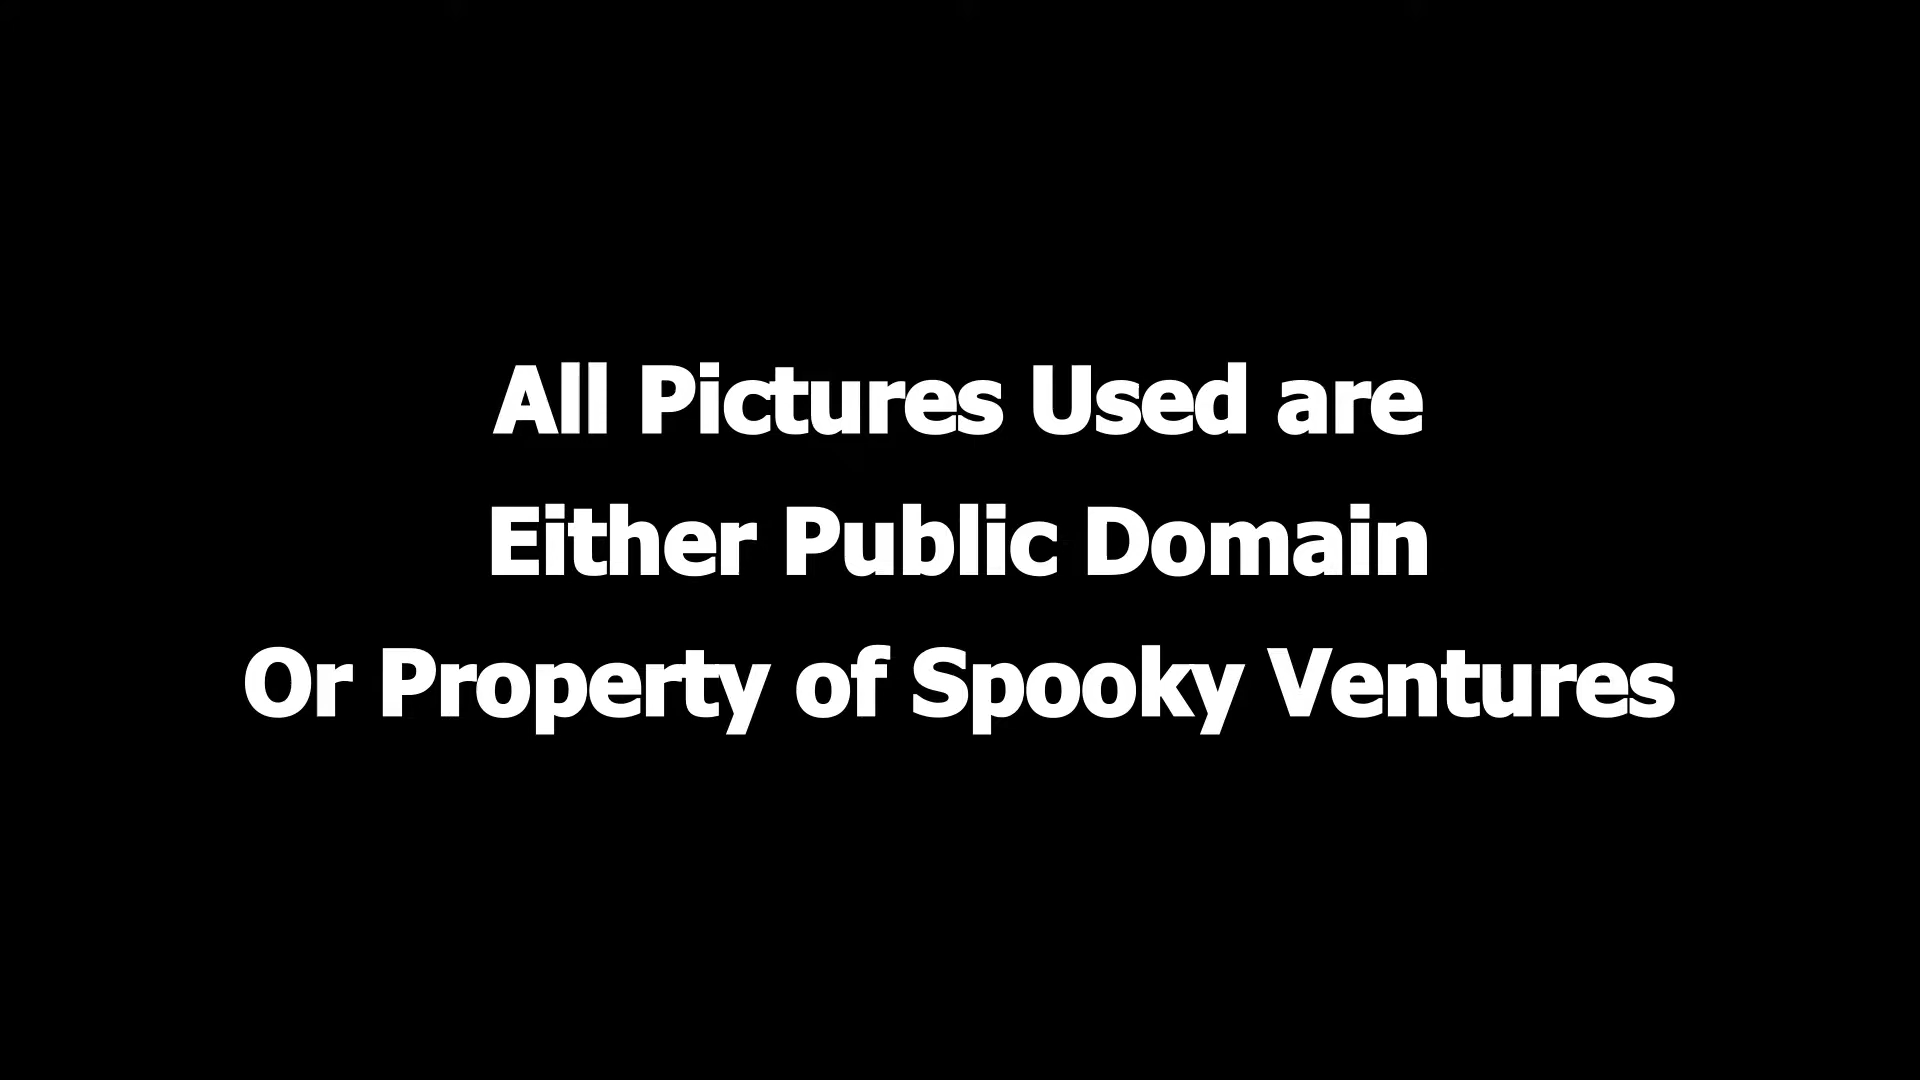 All Pictures Used are
Either Public Domain
Or Property of Spooky Ventures